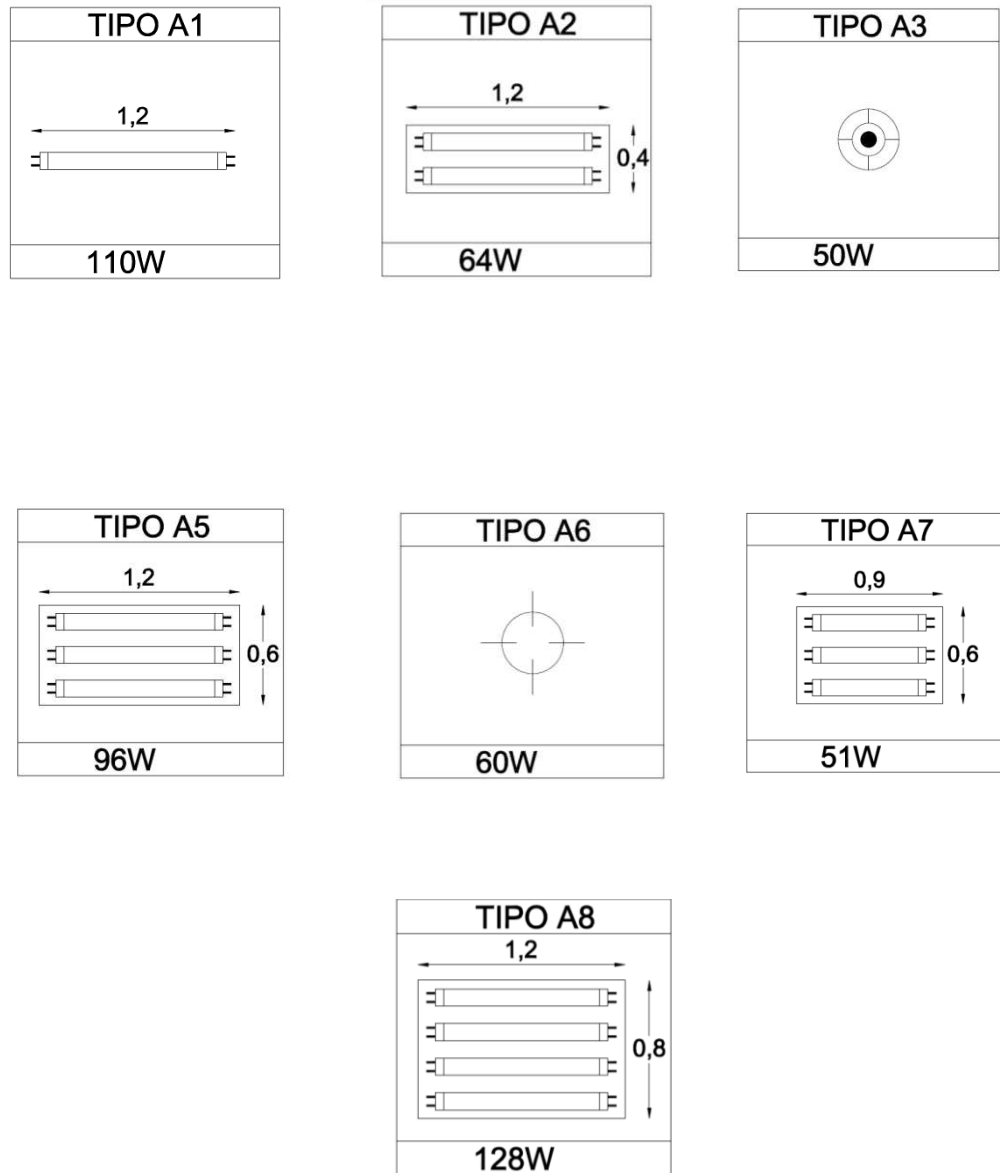 TIPO A1
1,2
110W
TIPO A2
1,2
0,4
64W
TIPO A3
50W
TIPO A5
1,2
0,6
96W
TIPO A6
60W
TIPO A7
0,9
0,6
51W
TIPO A8
1,2
0,8
128W